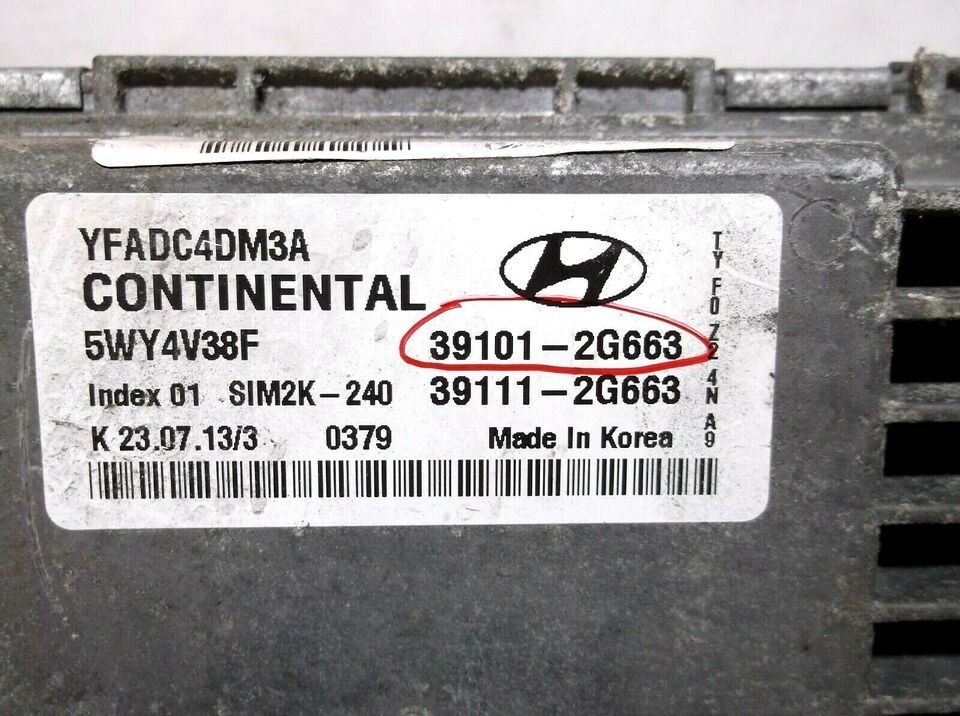 YFADC4DM3A
CONTINENTAL
5WY4V38F 39101-2G663
Index 01 SIM2K-240 39111-2G663
K 23.07.13/3 0379 Made In Korea
TYF0Z24NA9